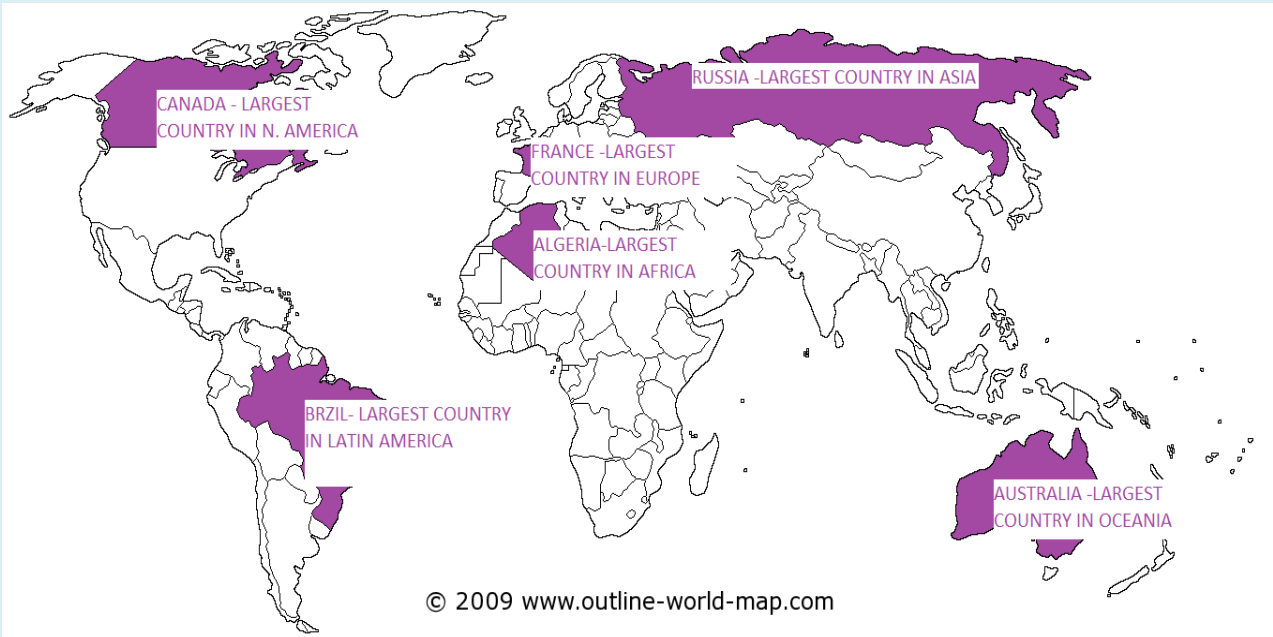 RUSSIA -LARGEST COUNTRY IN ASIA
CANADA - LARGEST
COUNTRY IN N. AMERICA
FRANCE -LARGEST
COUNTRY IN EUROPE
ALGERIA-LARGEST
COUNTRY IN AFRICA
BRZIL- LARGEST COUNTRY
IN LATIN AMERICA
AUSTRALIA -LARGEST
COUNTRY IN OCEANIA
© 2009 www.outline-world-map.com